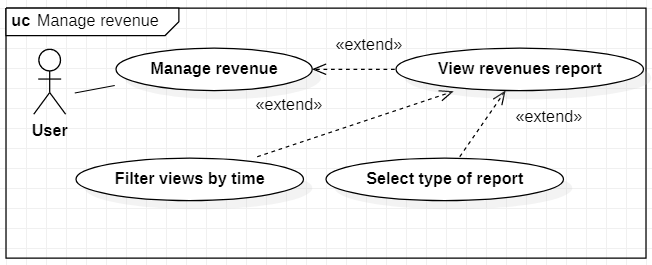 uc Manage revenue
«extend»
Manage revenue
View revenues report
«extend»
«extend»
User
Filter views by time
Select type of report